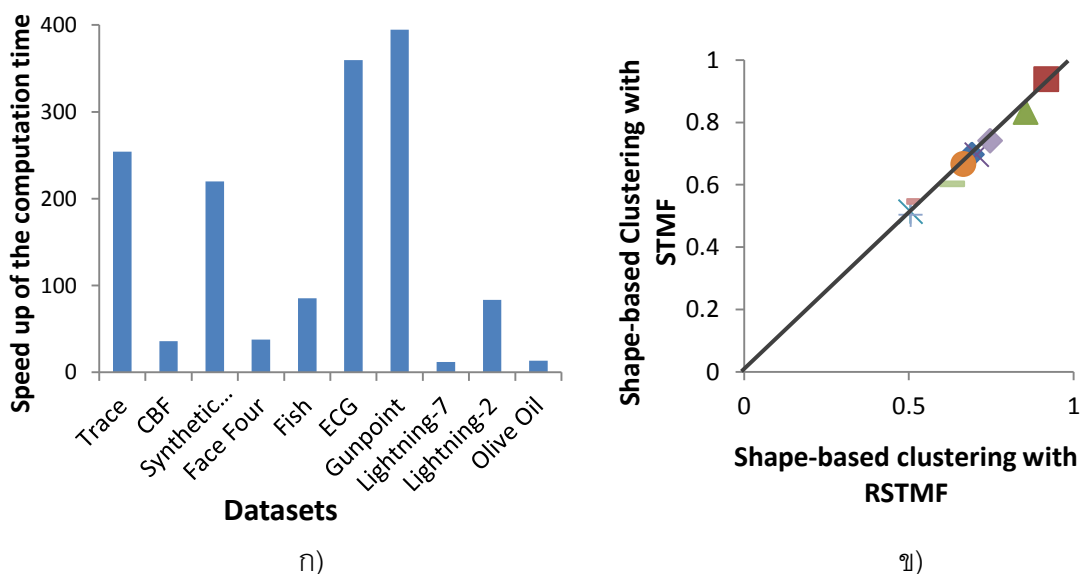 Speed up of the computation time
400
300
200
100
0
Trace
CBF
Synthetic...
Face Four
Fish
ECG
Gunpoint
Lightning-7
Lightning-2
Olive Oil
Datasets
ก)
Shape-based Clustering with
STMF
1
0.8
0.6
0.4
0.2
0
0
0.5
1
Shape-based clustering with
RSTMF
ข)